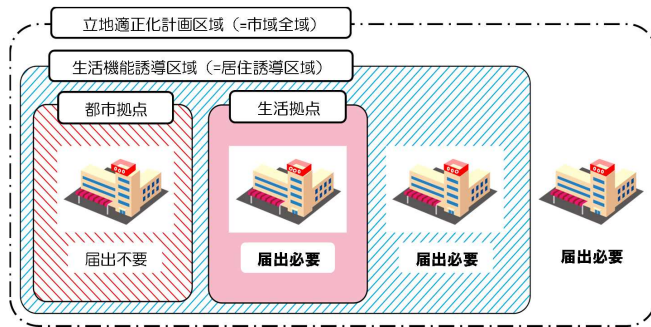 立地適正化計画区域（=市域全域）
生活機能誘導区域（=居住誘導区域）
都市拠点
生活拠点
届出不要
届出必要
届出必要
届出必要